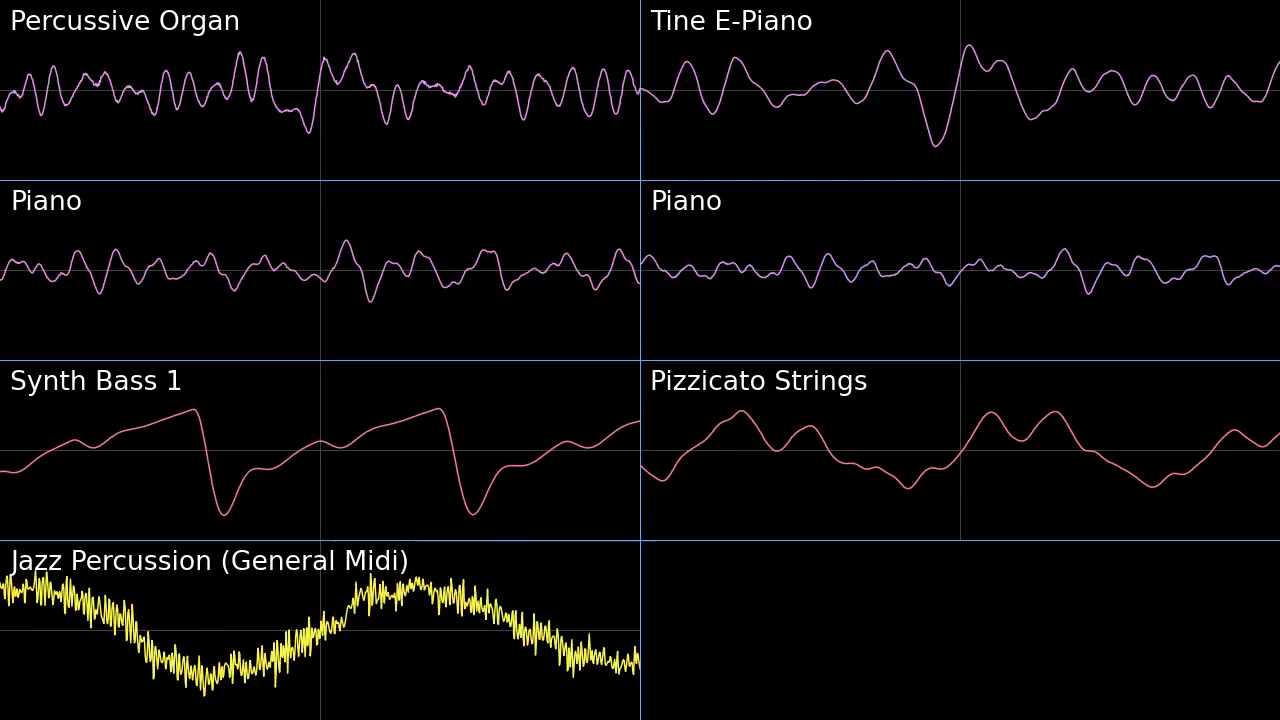 Percussive Organ
Tine E-Piano
Piano
Piano
Synth Bass 1
Pizzicato Strings
Jazz Percussion (General Midi)